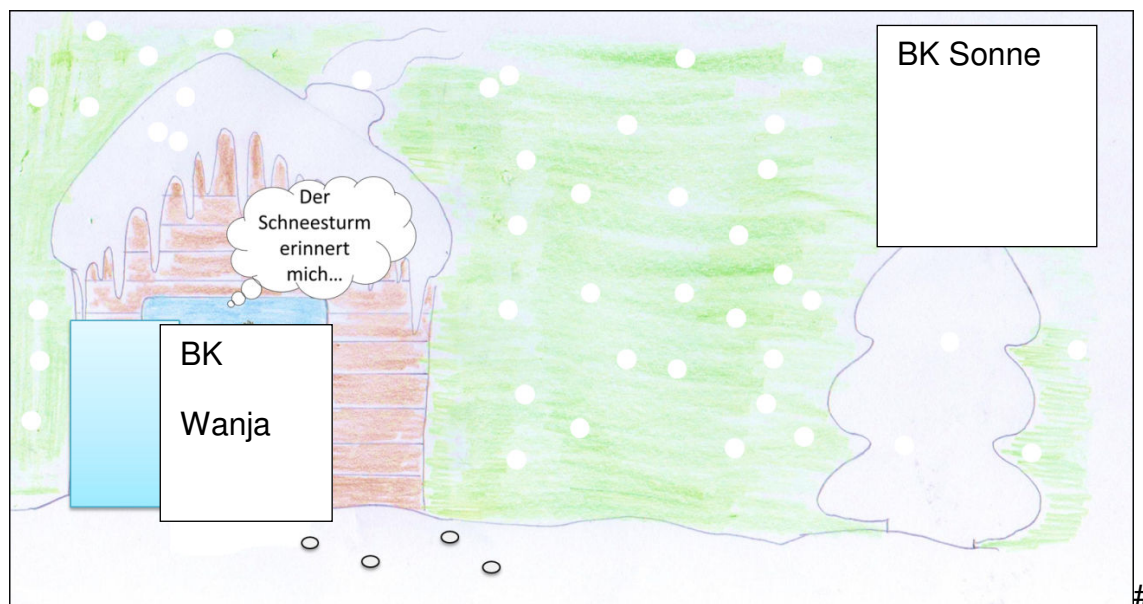 BK Sonne
Der
Schneesturm
erinnert
mich...
BK
Wanja
#